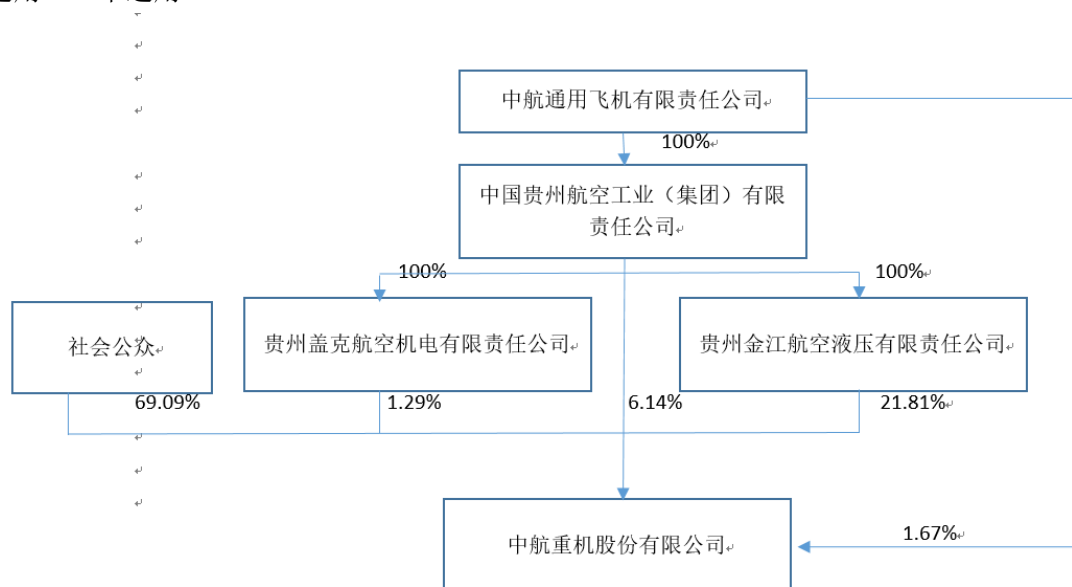 中航通用飞机有限责任公司
100%
中国贵州航空工业（集团）有限
责任公司
100%
100%
社会公众
贵州盖克航空机电有限责任公司
贵州金江航空液压有限责任公司
69.09%
1.29%
6.14%
21.81%
中航重机股份有限公司
1.67%